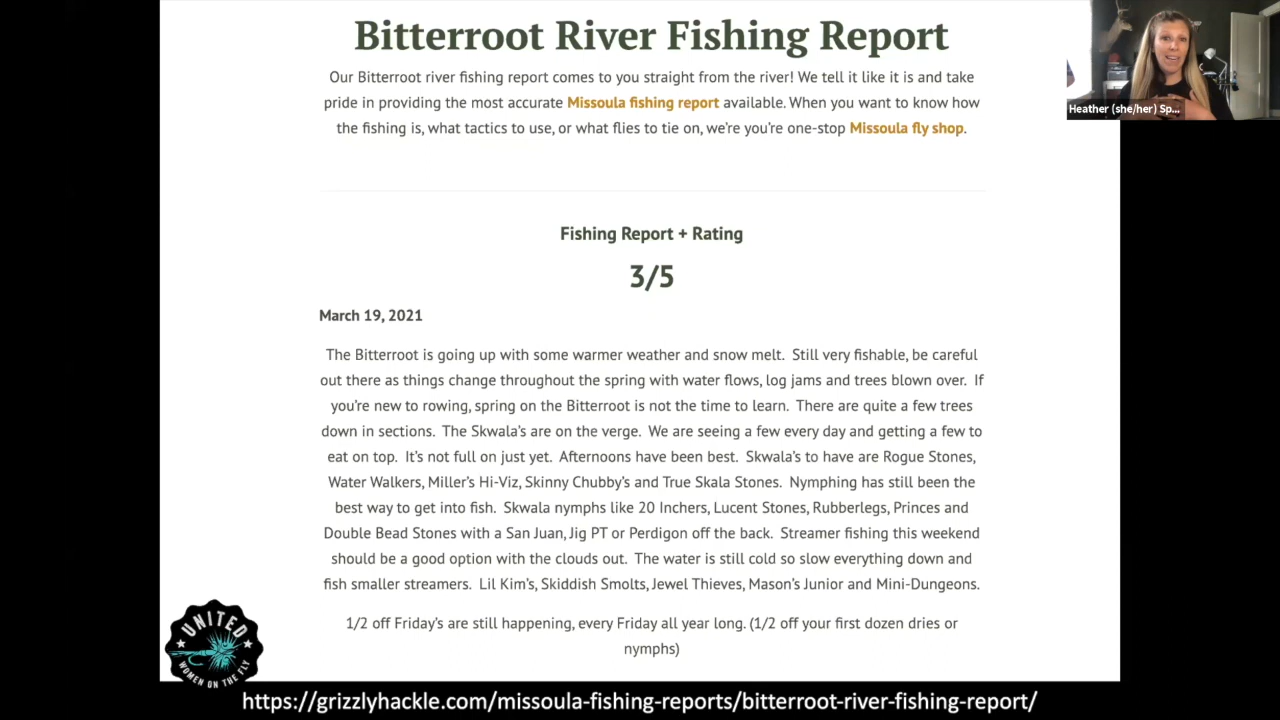 Bitterroot River Fishing Report
Our Bitterroot river fishing report comes to you straight from the river! We tell it like it is and take
pride in providing the most accurate Missoula fishing report available. When you want to know how
the fishing is, what tactics to use, or what flies to tie on, we're you're one-stop Missoula fly shop.
Heather (she/her) Sp...
Fishing Report + Rating
3/5
March 19, 2021
The Bitterroot is going up with some warmer weather and snow melt. Still very fishable, be careful
out there as things change throughout the spring with water flows, log jams and trees blown over. If
you're new to rowing, spring on the Bitterroot is not the time to learn. There are quite a few trees
down in sections. The Skwala's are on the verge. We are seeing a few every day and getting a few to
eat on top. It's not full on just yet. Afternoons have been best. Skwala's to have are Rogue Stones,
Water Walkers, Miller's Hi-Viz, Skinny Chubby's and True Skala Stones. Nymphing has still been the
best way to get into fish. Skwala nymphs like 20 Inchers, Lucent Stones, Rubberlegs, Princes and
Double Bead Stones with a San Juan, Jig PT or Perdigon off the back. Streamer fishing this weekend
should be a good option with the clouds out. The water is still cold so slow everything down and
fish smaller streamers. Lil Kim's, Skiddish Smolts, Jewel Thieves, Mason's Junior and Mini-Dungeons.
1/2 off Friday's are still happening, every Friday all year long. (1/2 off your first dozen dries or
nymphs)
UNITED
WOMEN ON THE FLY
https://grizzlyhackle.com/missoula-fishing-reports/bitterroot-river-fishing-report/